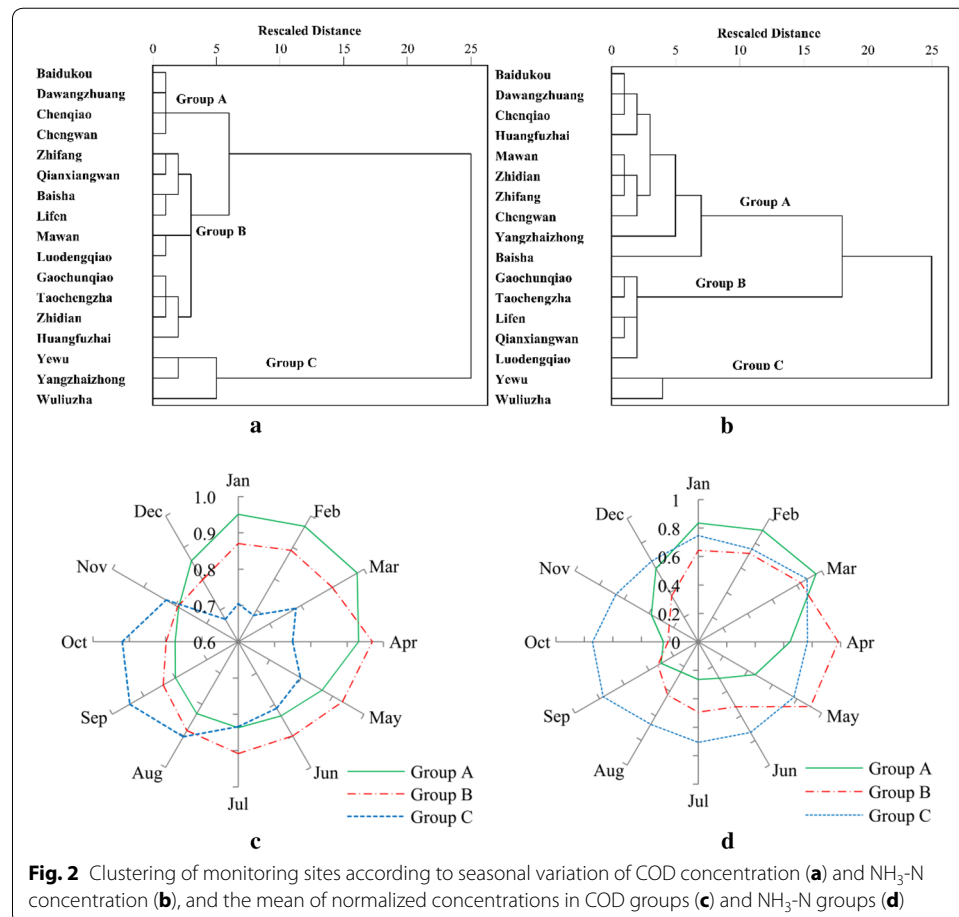 Rescaled Distance
0 5 10 15 20 25
Baidukou
Dawangzhuang
Chenqiao
Chengwan
Zhifang
Qianxiangwan
Baisha
Lifen
Mawan
Luodengqiao
Gaochunqiao
Taochengzha
Zhidian
Huangfuzhai
Yewu
Yangzhaizhong
Wuliuzha
Group A
Group B
Group C
a
Rescaled Distance
0 5 10 15 20 25
Baidukou
Dawangzhuang
Chenqiao
Huangfuzhai
Mawan
Zhidian
Zhifang
Chengwan
Yangzhaizhong
Baisha
Gaochunqiao
Taochengzha
Lifen
Qianxiangwan
Luodengqiao
Yewu
Wuliuzha
Group A
Group B
Group C
b
Jan
Feb
Mar
Apr
May
Jun
Jul
Aug
Sep
Oct
Nov
Dec
1.0
0.9
0.8
0.7
0.6
Group A
Group B
Group C
c
Jan
Feb
Mar
Apr
May
Jun
Jul
Aug
Sep
Oct
Nov
Dec
1
0.8
0.6
0.4
0.2
0
Group A
Group B
Group C
d
Fig. 2 Clustering of monitoring sites according to seasonal variation of COD concentration (a) and NH₃-N
concentration (b), and the mean of normalized concentrations in COD groups (c) and NH₃-N groups (d)